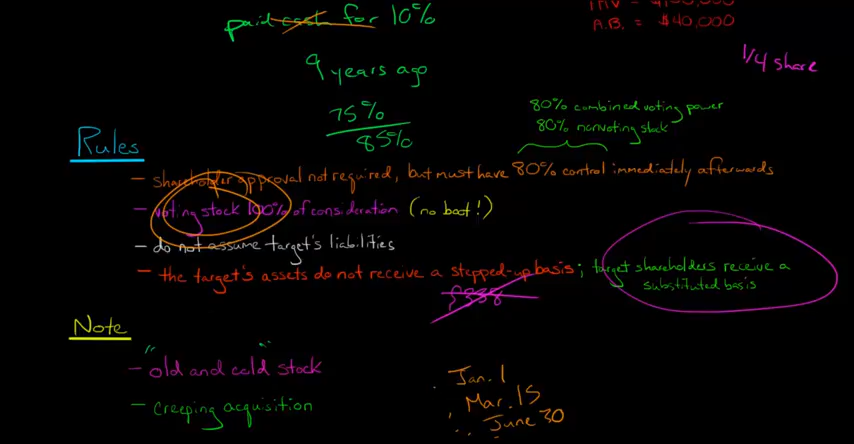 paid cash for 10%
A.B. = $40,000
1/4 share
9 years ago
75%
85%
80% combined voting power
80% nonvoting stock
Rules
- shareholder approval not required, but must have 80% control immediately afterwards
- voting stock 100% of consideration (no boot!)
- do not assume target's liabilities
- the target's assets do not receive a stepped-up basis; target shareholders receive a
substituted basis
§338
Note
- "old and cold" stock
- creeping acquisition
Jan. 1
Mar. 15
June 30